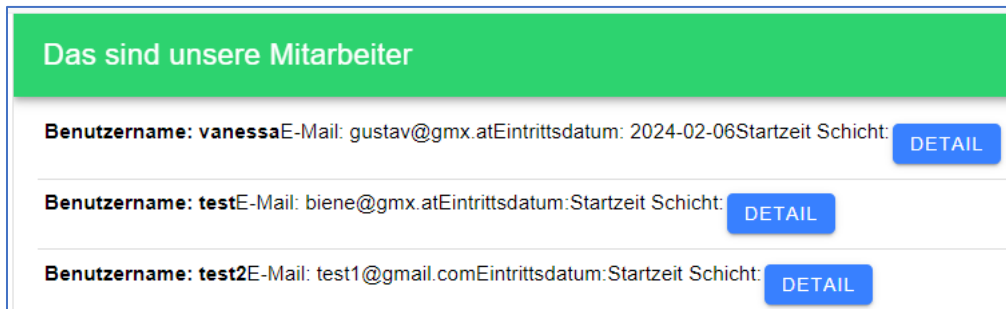 Das sind unsere Mitarbeiter
Benutzername: vanessaE-Mail: gustav@gmx.atEintrittsdatum: 2024-02-06Startzeit Schicht: DETAIL
Benutzername: testE-Mail: biene@gmx.atEintrittsdatum:Startzeit Schicht: DETAIL
Benutzername: test2E-Mail: test1@gmail.comEintrittsdatum:Startzeit Schicht: DETAIL